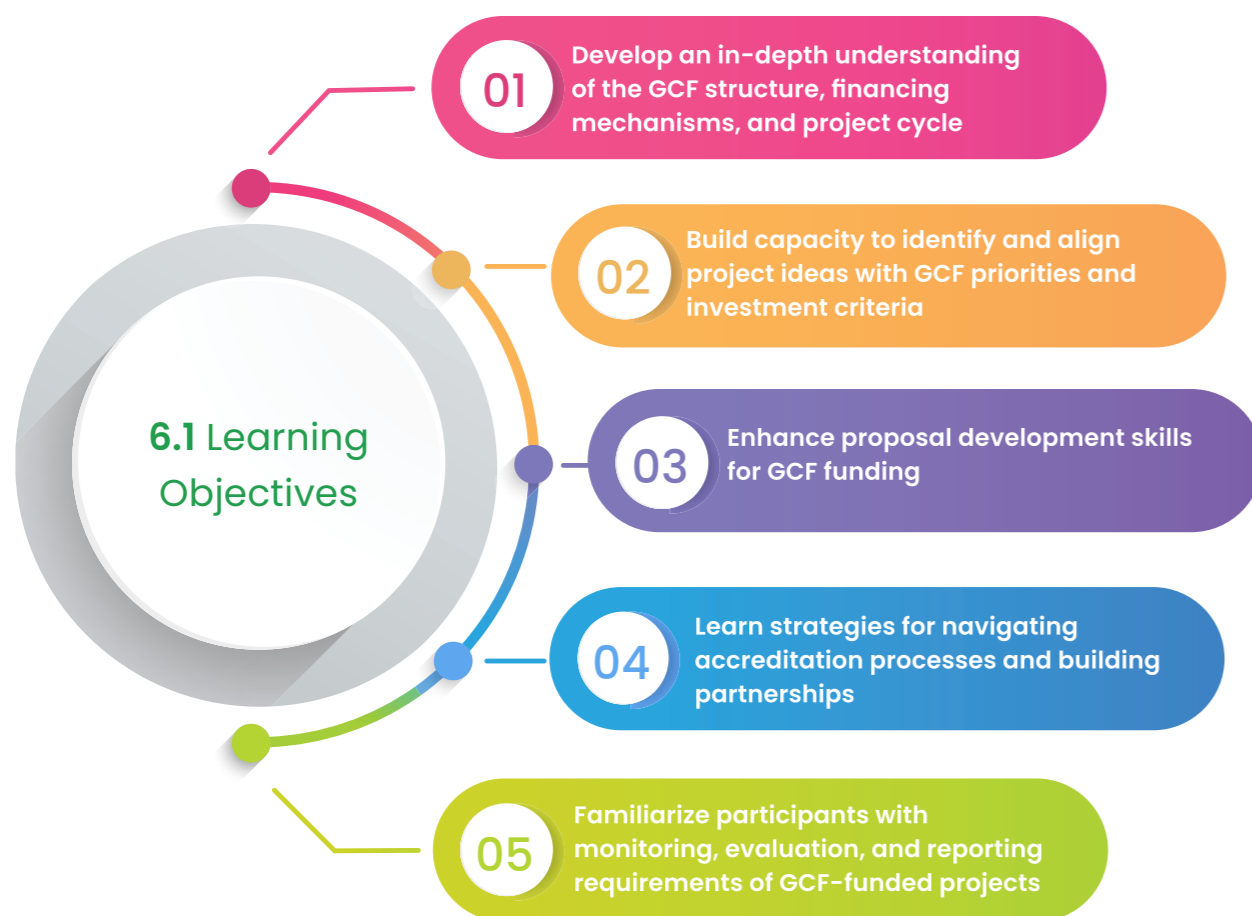 6.1 Learning
Objectives
01
Develop an in-depth understanding
of the GCF structure, financing
mechanisms, and project cycle
02
Build capacity to identify and align
project ideas with GCF priorities and
investment criteria
03
Enhance proposal development skills
for GCF funding
04
Learn strategies for navigating
accreditation processes and building
partnerships
05
Familiarize participants with
monitoring, evaluation, and reporting
requirements of GCF-funded projects